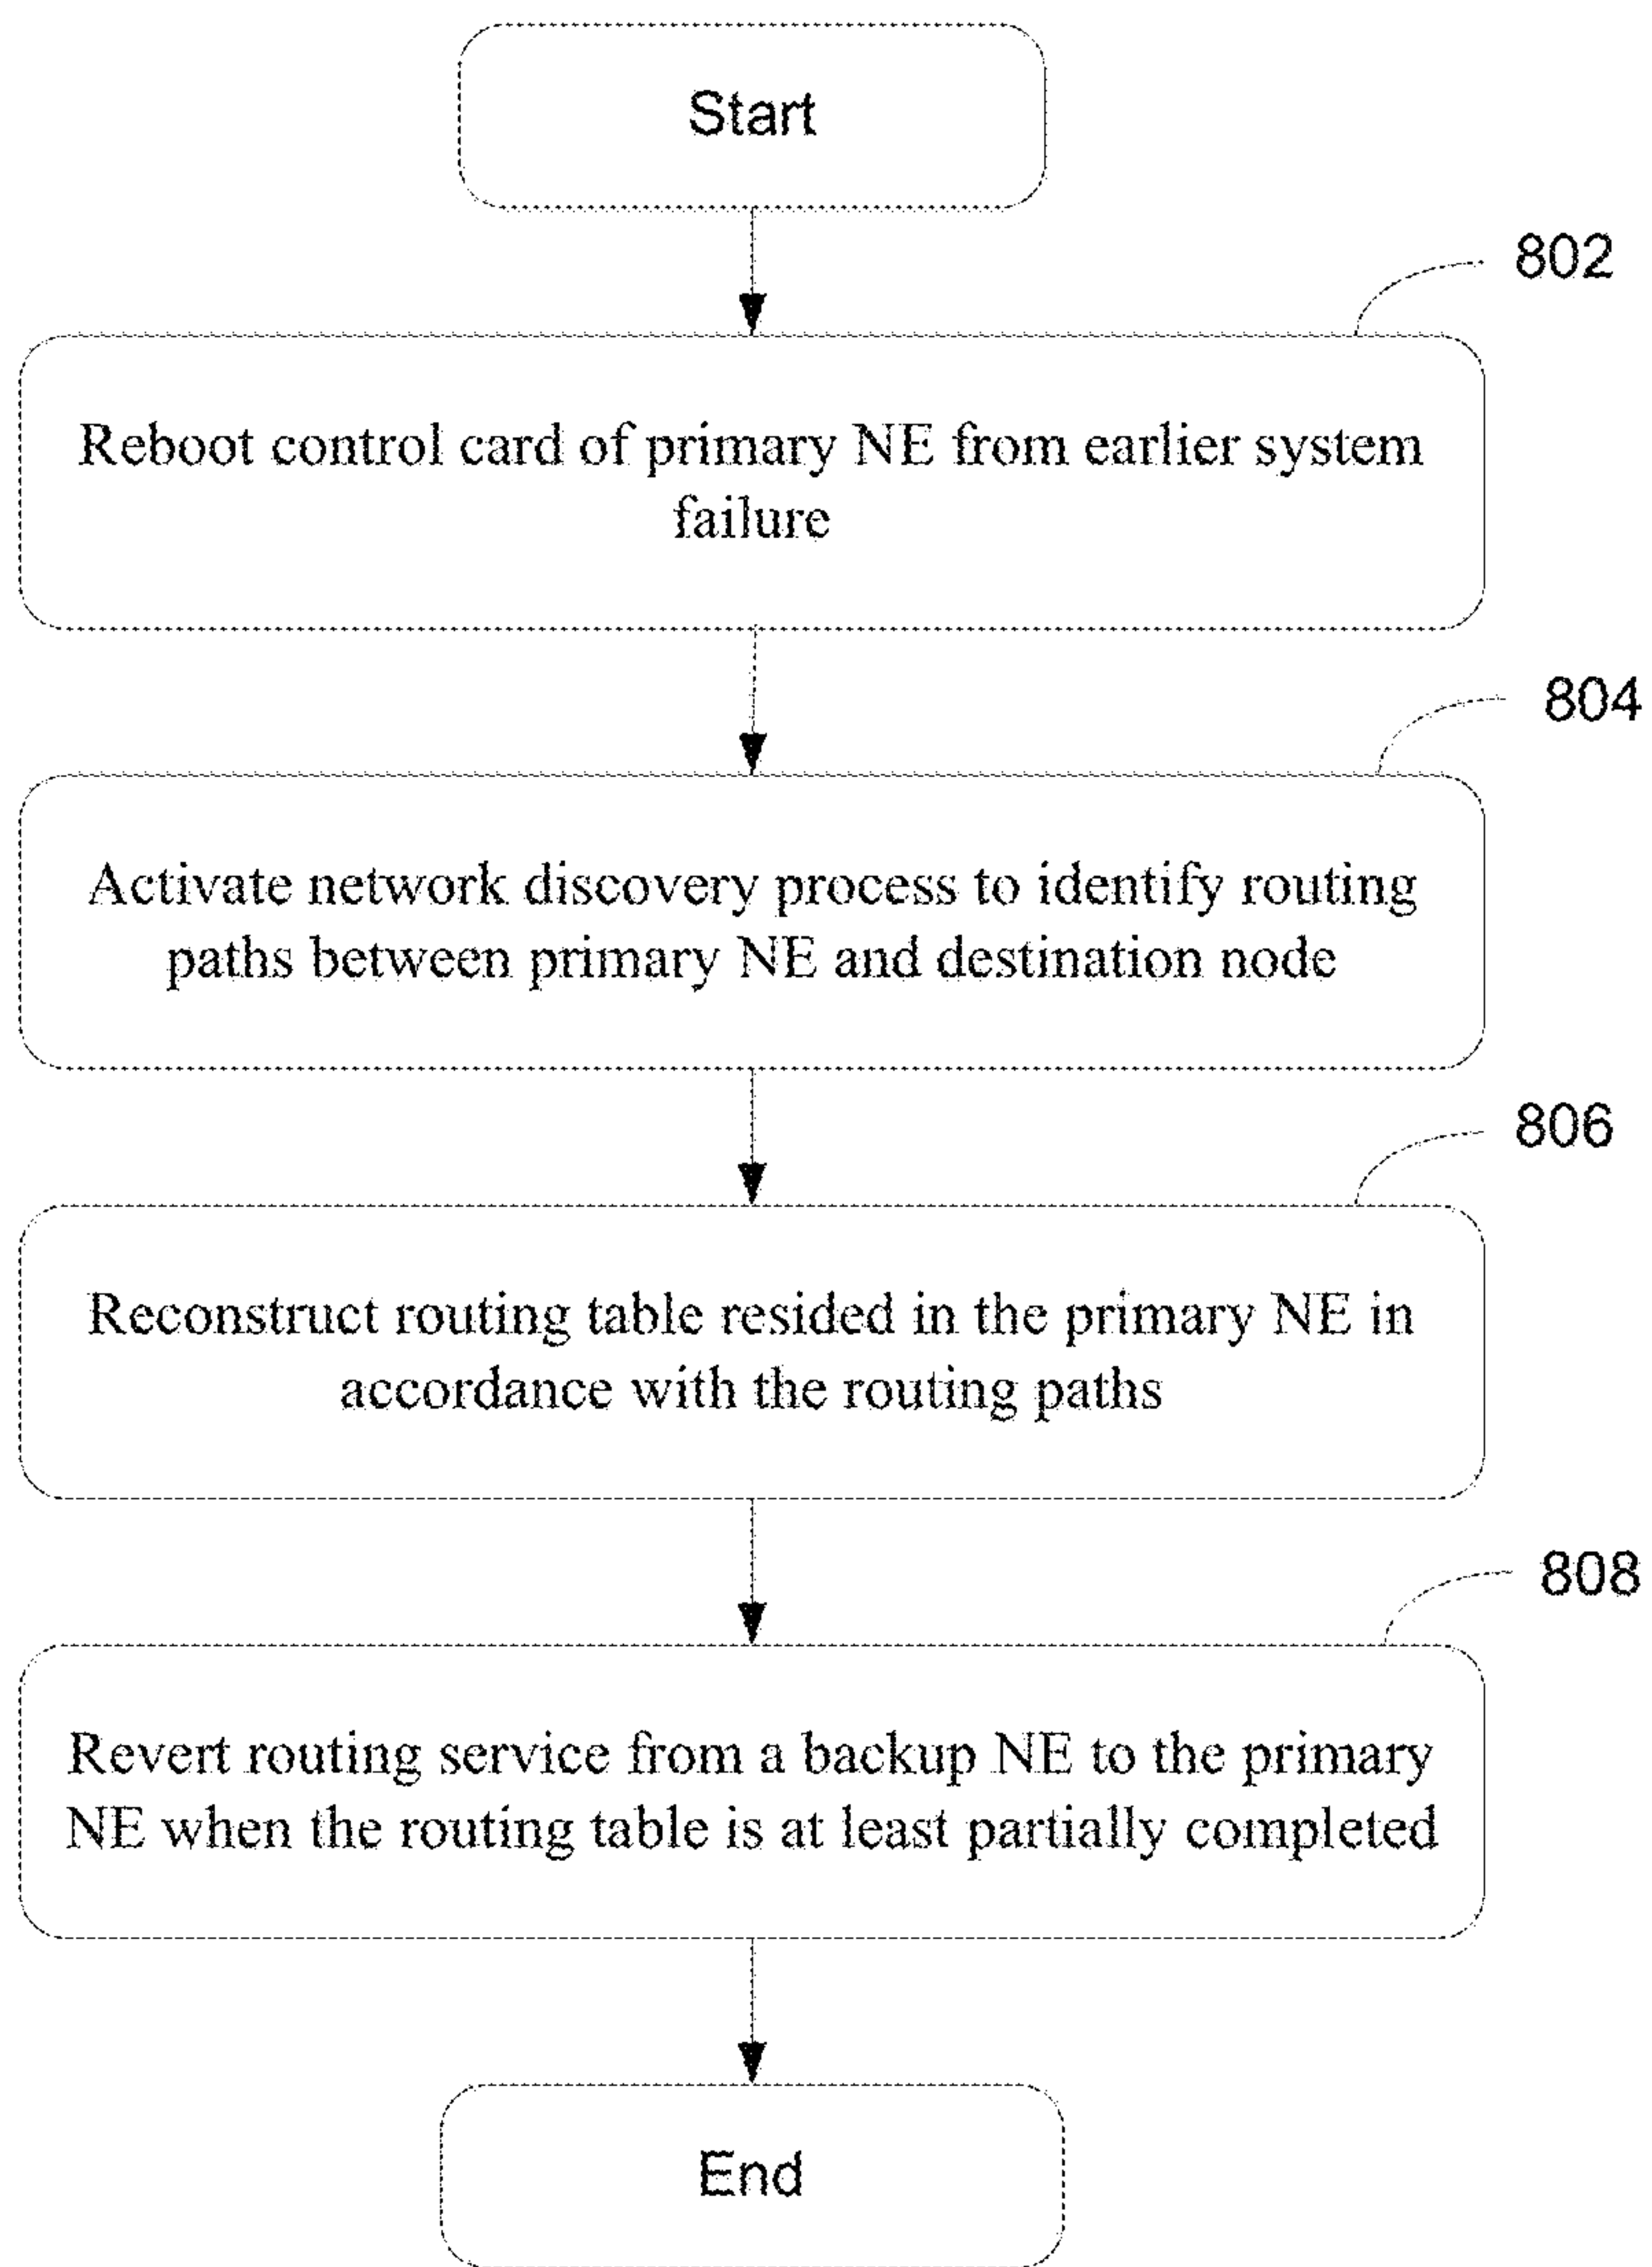 Start
802
Reboot control card of primary NE from earlier system
failure
804
Activate network discovery process to identify routing
paths between primary NE and destination node
806
Reconstruct routing table resided in the primary NE in
accordance with the routing paths
808
Revert routing service from a backup NE to the primary
NE when the routing table is at least partially completed
End